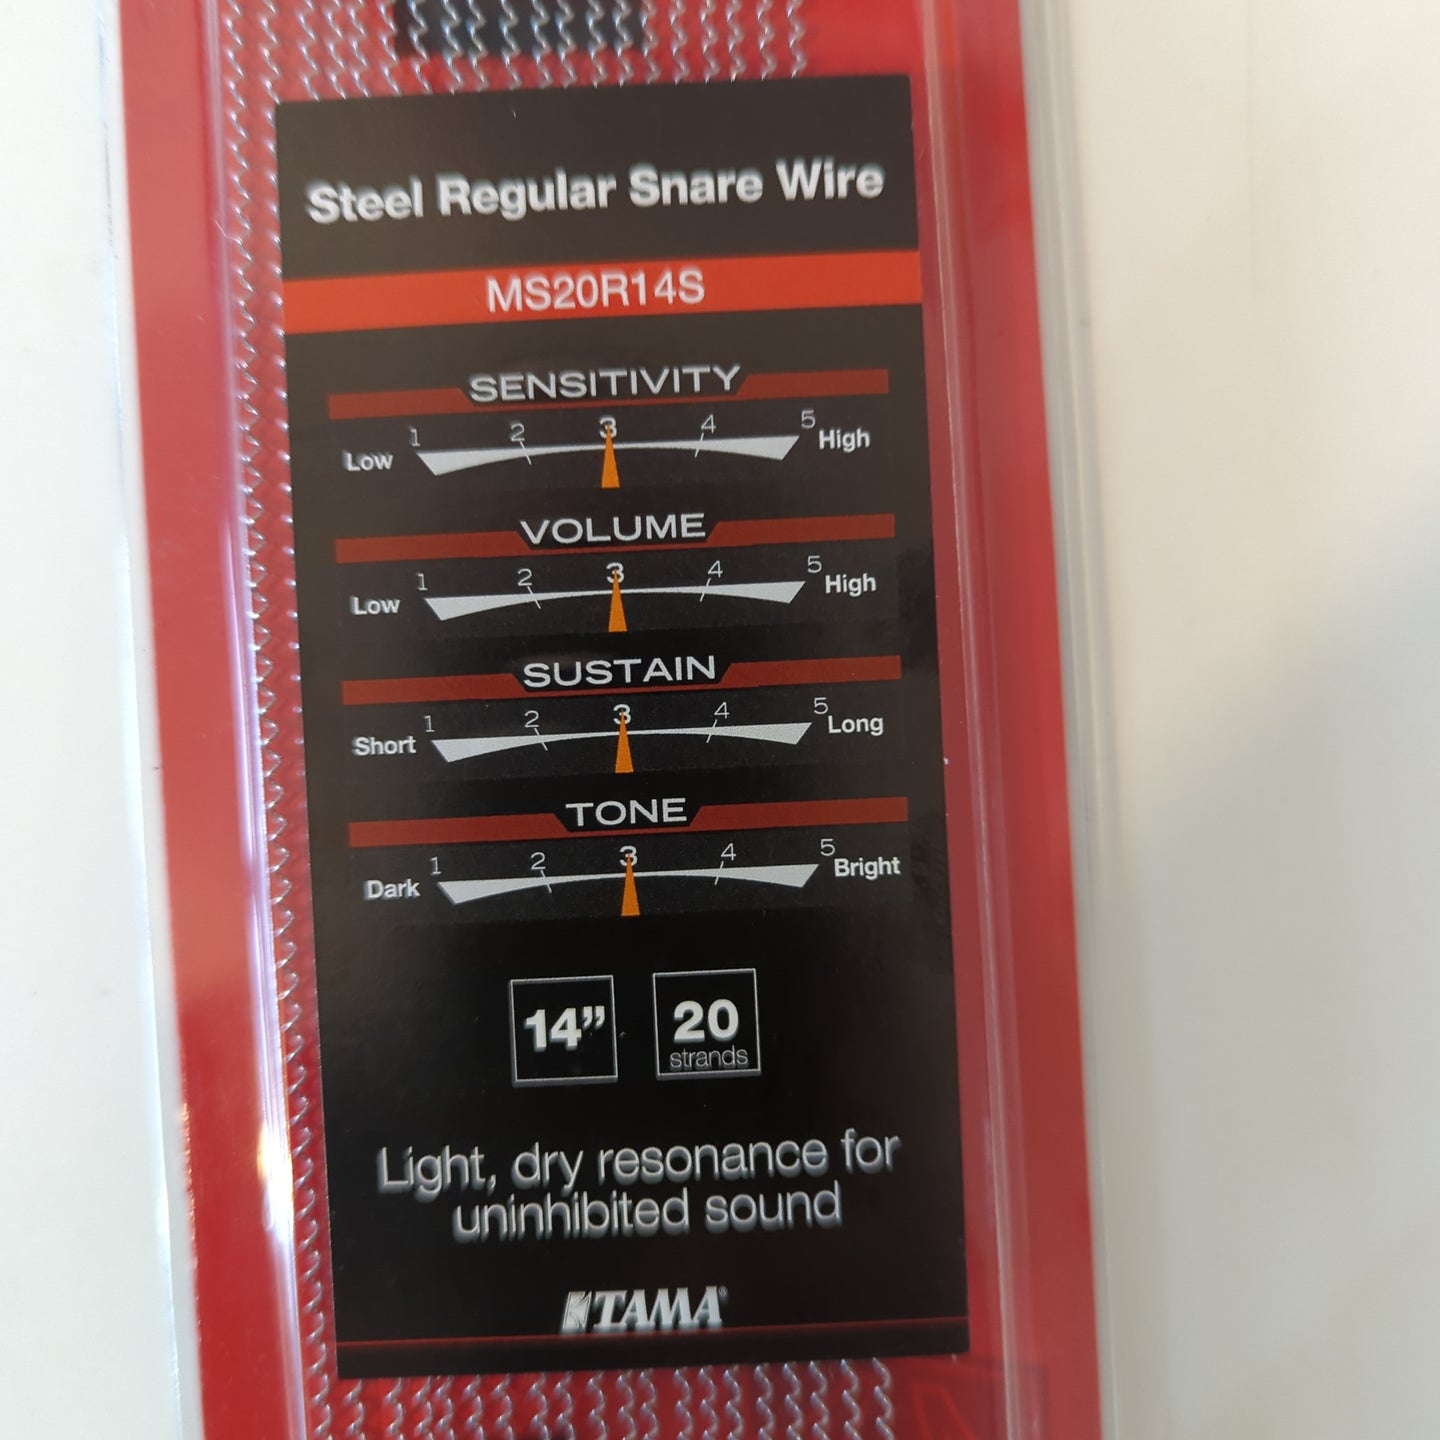 Steel Regular Snare Wire
MS20R14S
SENSITIVITY
Low 1 2 3 4 5 High
VOLUME
Low 1 2 3 4 5 High
SUSTAIN
Short 1 2 3 4 5 Long
TONE
Dark 1 2 3 4 5 Bright
14” 20
strands
Light, dry resonance for
uninhibited sound
TAMA